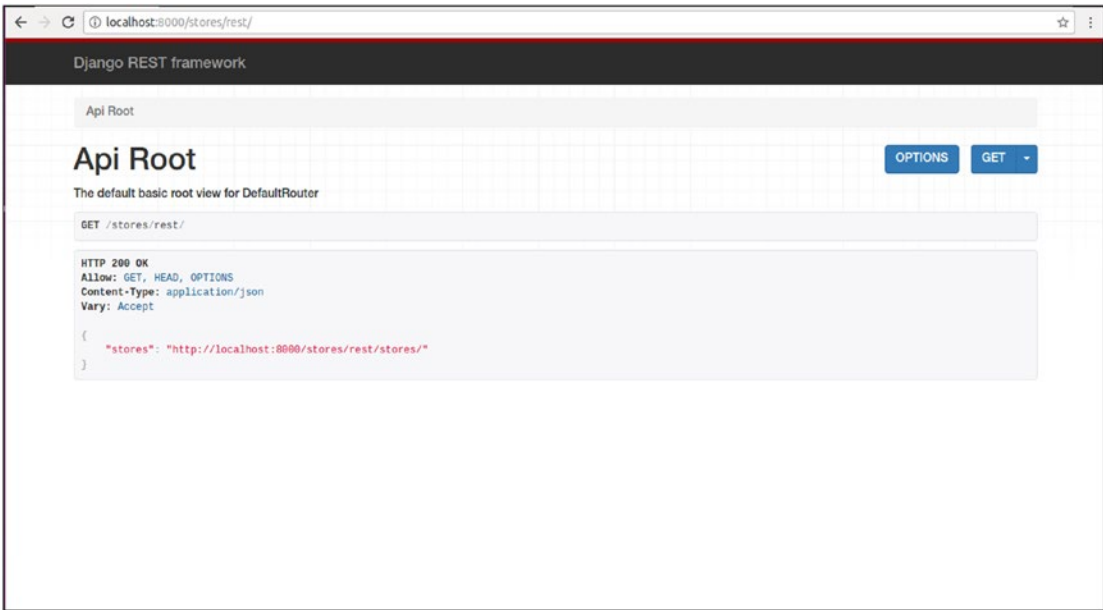 localhost:8000/stores/rest/
Django REST framework
Api Root
Api Root
OPTIONS
GET
The default basic root view for DefaultRouter
GET /stores/rest/
HTTP 200 OK
Allow: GET, HEAD, OPTIONS
Content-Type: application/json
Vary: Accept
{
"stores": "http://localhost:8000/stores/rest/stores/"
}